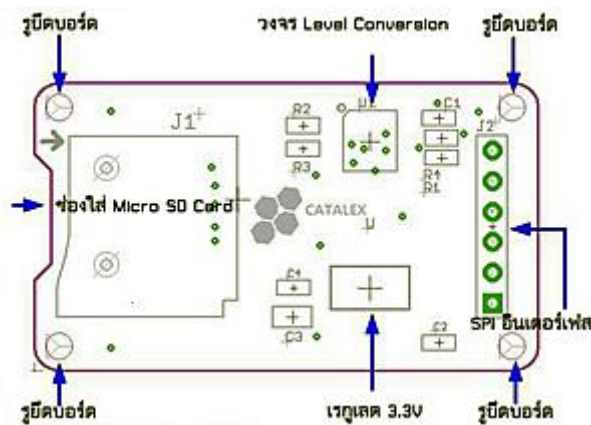 รูยึดบอร์ด
วงจร Level Conversion
รูยึดบอร์ด
J1
R2
R3
C1
J2
R4
R1
ช่องใส่ Micro SD Card
CATALEX
C4
C3
C2
SPI อินเตอร์เฟส
รูยึดบอร์ด
เรกูเลต 3.3V
รูยึดบอร์ด